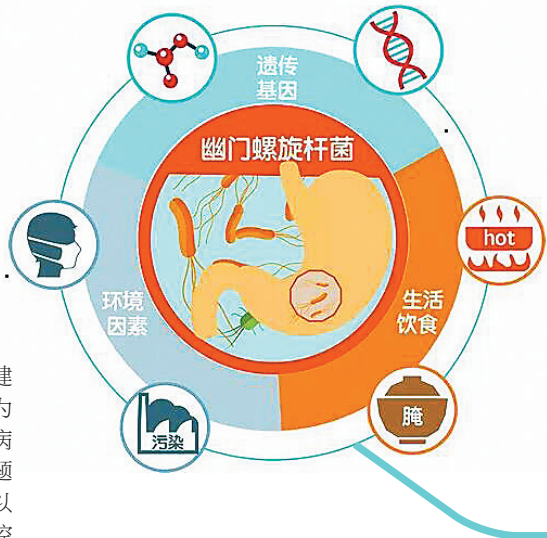 遗传
基因
幽门螺旋杆菌
hot
环境
因素
生活
饮食
腌
污染
建
为
病
题
以